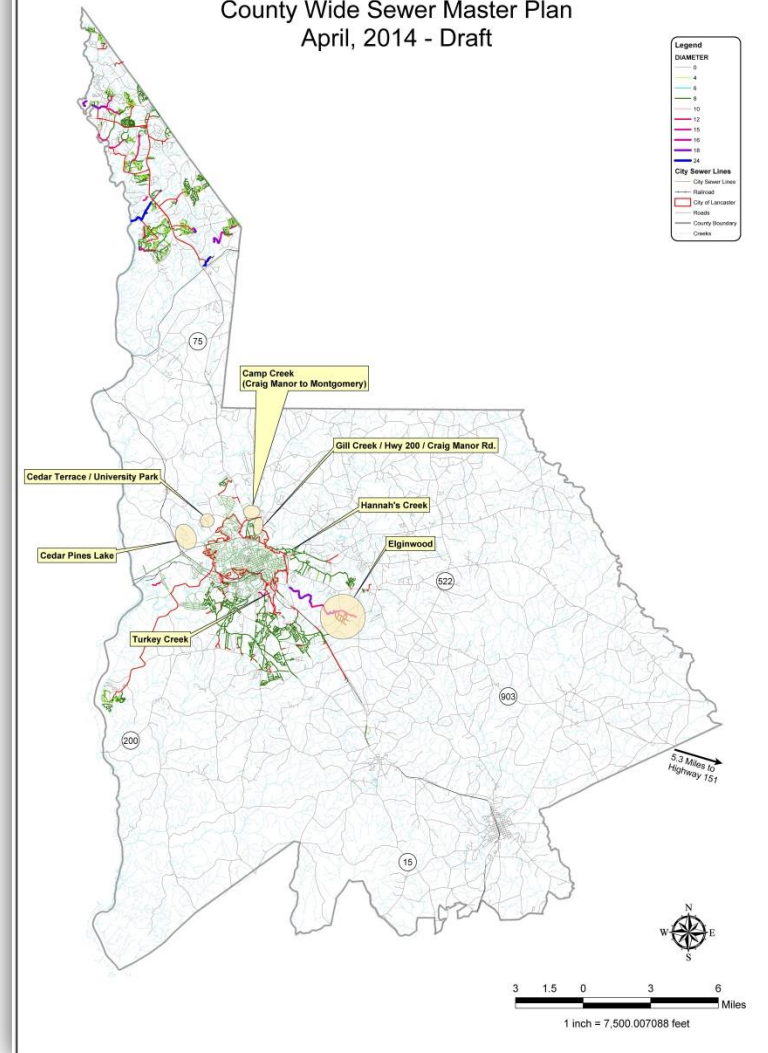 County Wide Sewer Master Plan
April, 2014 - Draft
Legend
DIAMETER
0
4
6
8
10
12
15
16
18
24
City Sewer Lines
City Sewer Lines
Railroad
City of Lancaster
Roads
County Boundary
Creeks
75
Camp Creek
(Craig Manor to Montgomery)
Gill Creek / Hwy 200 / Craig Manor Rd.
Cedar Terrace / University Park
Hannah's Creek
Elginwood
Cedar Pines Lake
522
Turkey Creek
903
200
5.3 Miles to
Highway 151
15
N
W E
S
3 1.5 0 3 6
Miles
1 inch = 7,500.007088 feet